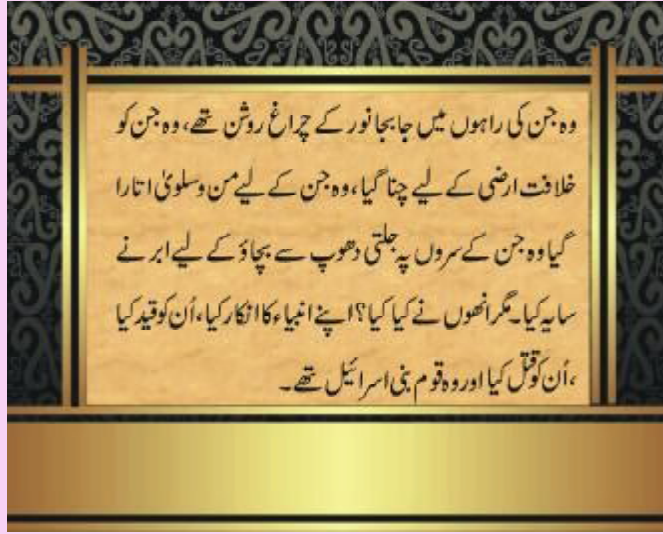 وہ جن کی راہوں میں جابجا نور کے چراغ روشن تھے، وہ جن کو
خلافت ارضی کے لیے چنا گیا، وہ جن کے لیے من وسلویٰ اتارا
گیا وہ جن کے سروں پہ جلتی دھوپ سے بچاؤ کے لیے ابر نے
سایہ کیا۔ مگر انھوں نے کیا کیا؟ اپنے انبیاء کا انکار کیا، اُن کو قید کیا
، اُن کو قتل کیا اور وہ قوم بنی اسرائیل تھے۔